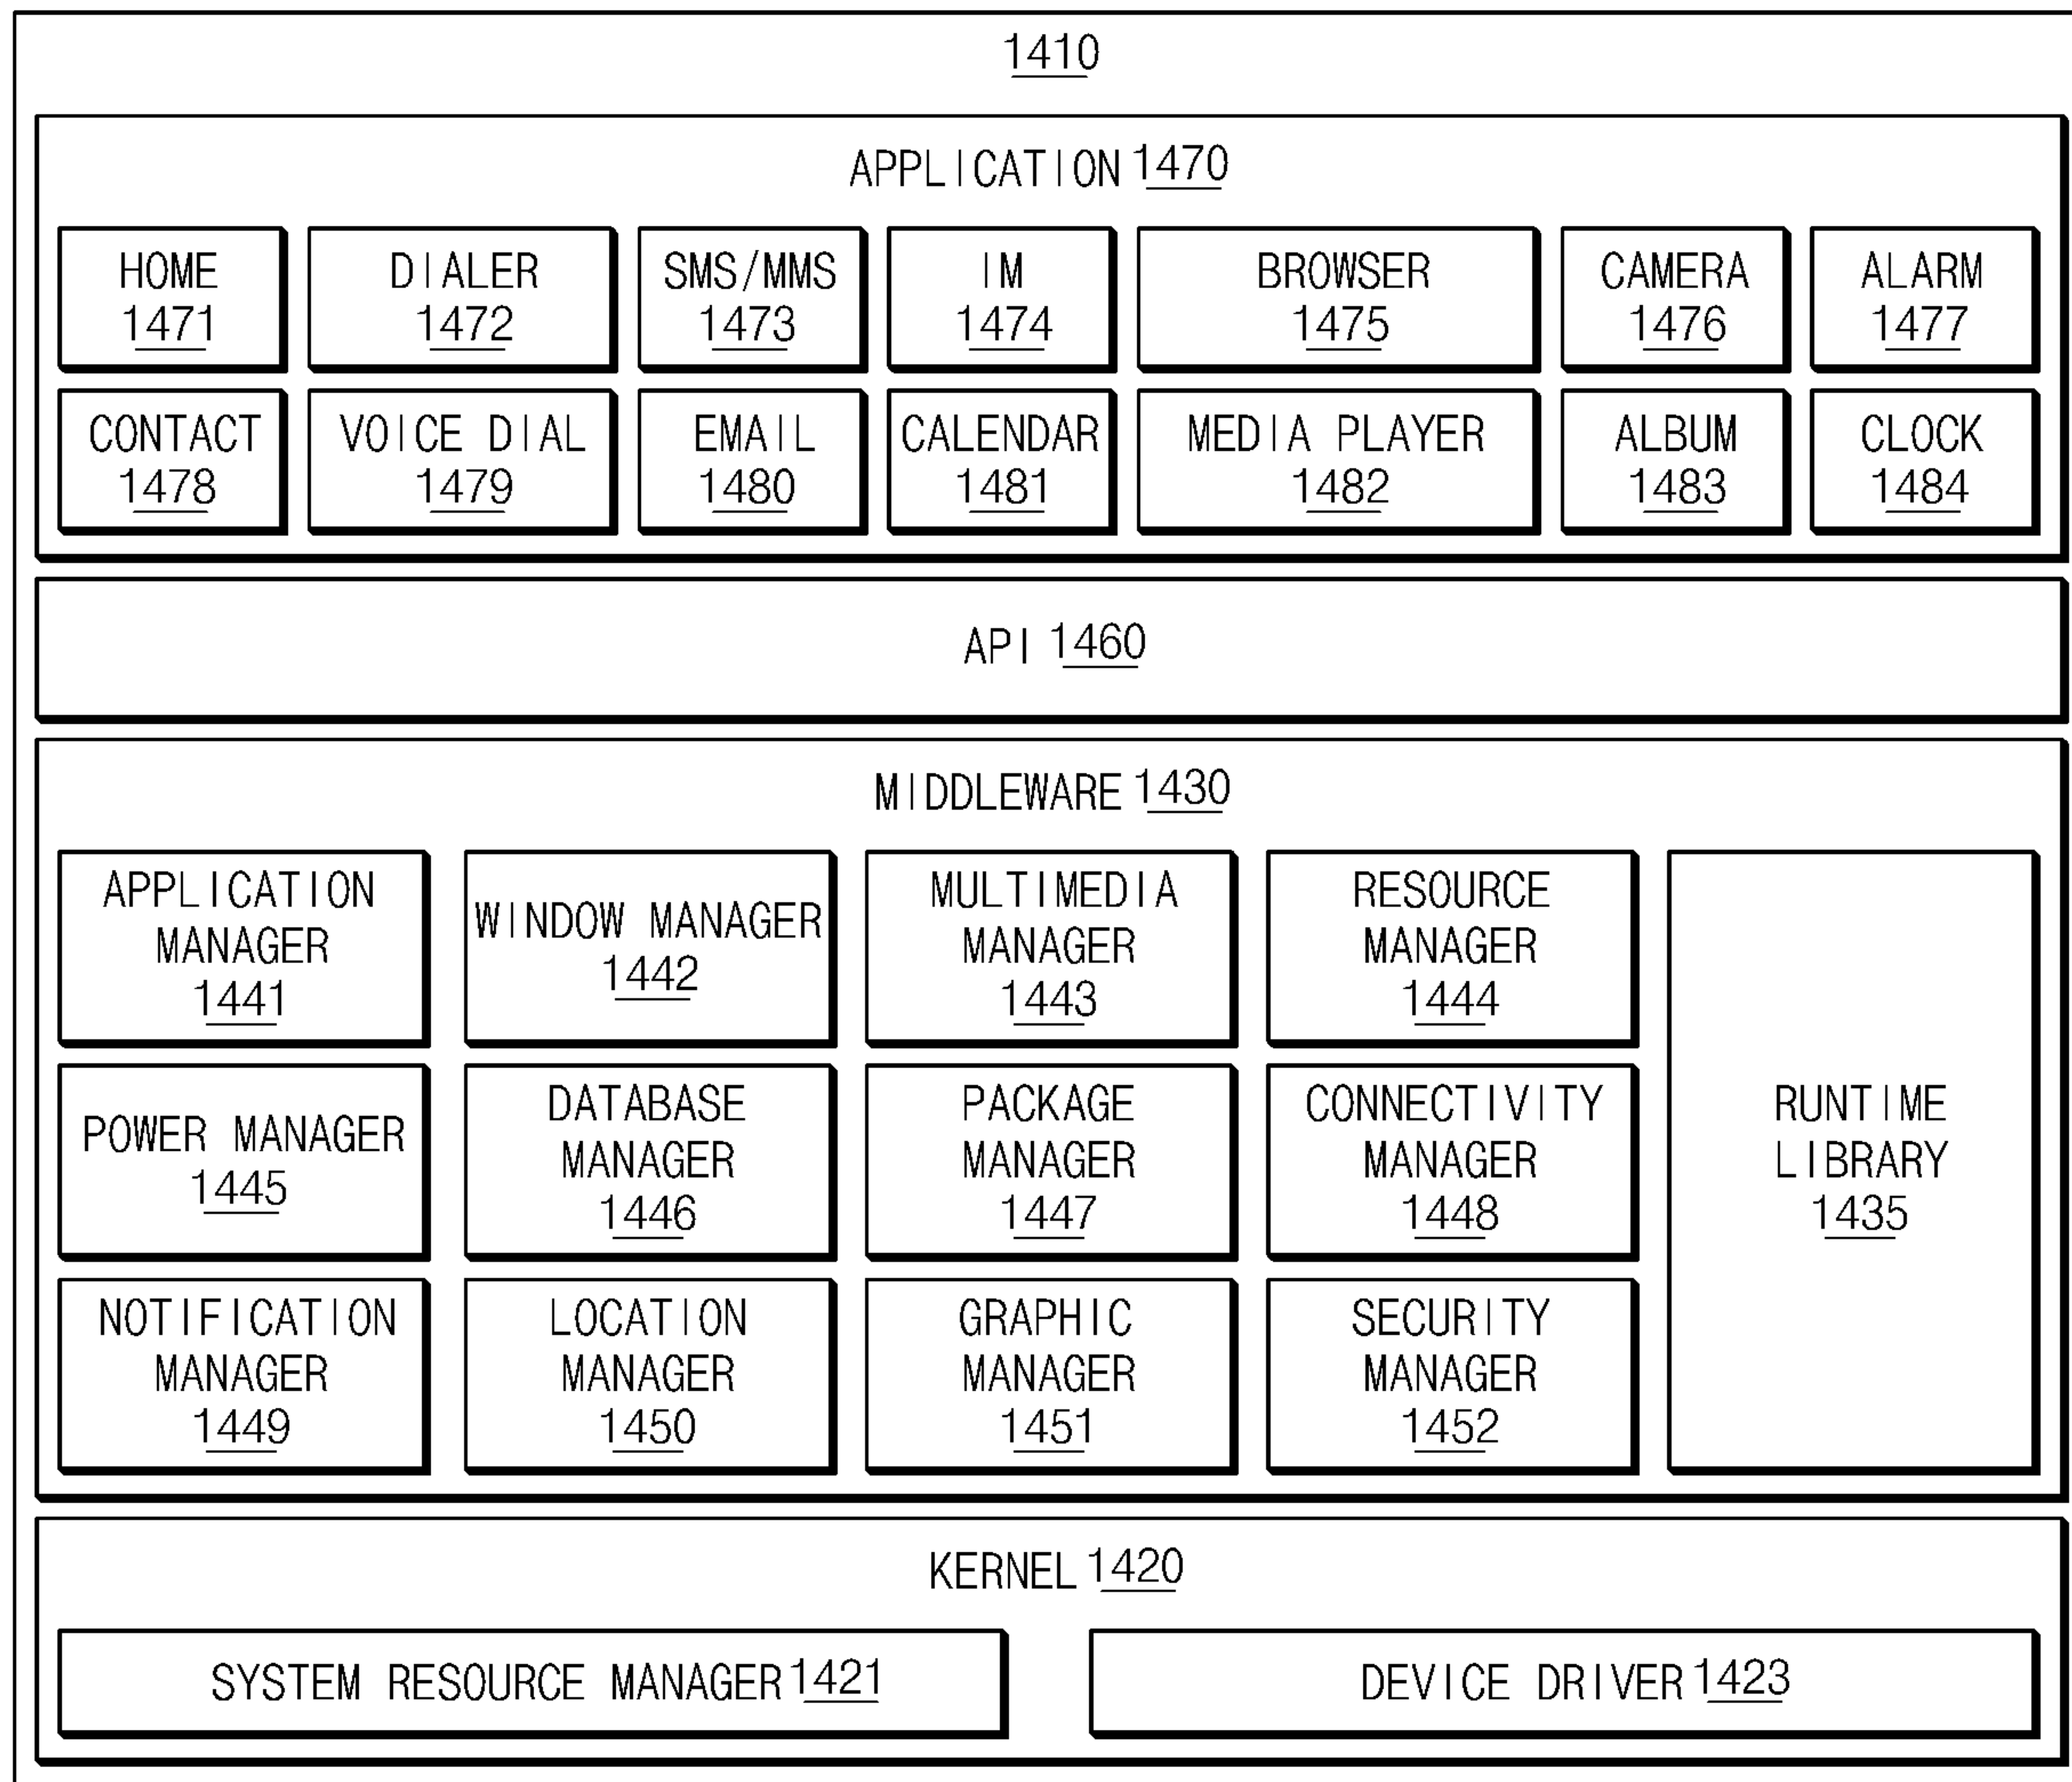 1410
APPLICATION 1470
HOME
1471
DIALER
1472
SMS/MMS
1473
IM
1474
BROWSER
1475
CAMERA
1476
ALARM
1477
CONTACT
1478
VOICE DIAL
1479
EMAIL
1480
CALENDAR
1481
MEDIA PLAYER
1482
ALBUM
1483
CLOCK
1484
API 1460
MIDDLEWARE 1430
APPLICATION
MANAGER
1441
WINDOW MANAGER
1442
MULTIMEDIA
MANAGER
1443
RESOURCE
MANAGER
1444
POWER MANAGER
1445
DATABASE
MANAGER
1446
PACKAGE
MANAGER
1447
CONNECTIVITY
MANAGER
1448
NOTIFICATION
MANAGER
1449
LOCATION
MANAGER
1450
GRAPHIC
MANAGER
1451
SECURITY
MANAGER
1452
RUNTIME
LIBRARY
1435
KERNEL 1420
SYSTEM RESOURCE MANAGER 1421
DEVICE DRIVER 1423